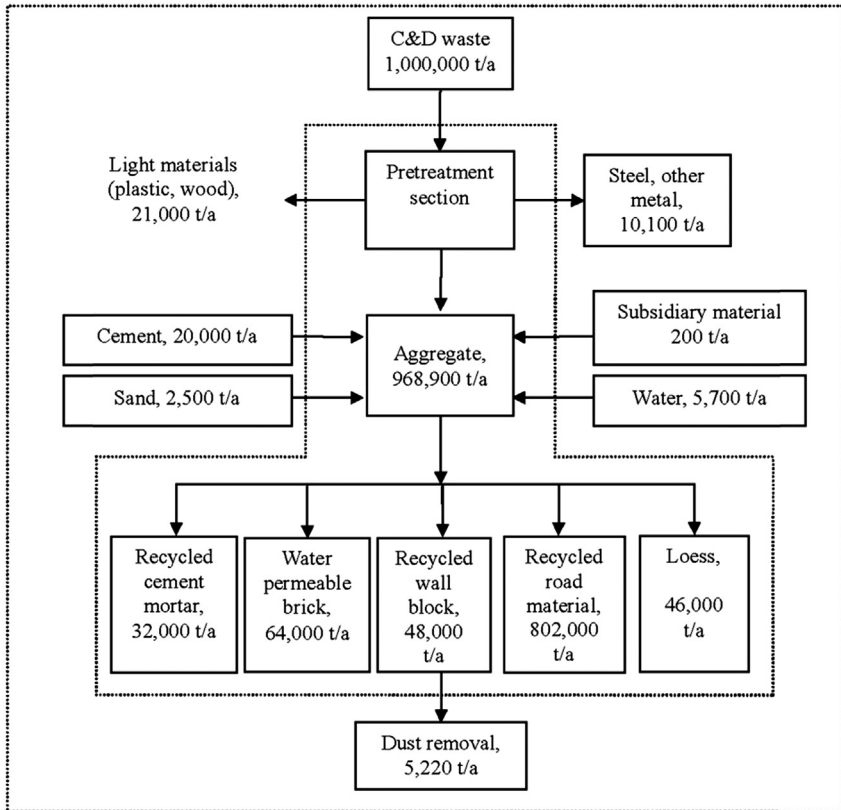 C&D waste
1,000,000 t/a
Light materials
(plastic, wood),
21,000 t/a
Pretreatment
section
Steel, other
metal,
10,100 t/a
Cement, 20,000 t/a
Sand, 2,500 t/a
Aggregate,
968,900 t/a
Subsidiary material
200 t/a
Water, 5,700 t/a
Recycled
cement
mortar,
32,000 t/a
Water
permeable
brick,
64,000 t/a
Recycled
wall
block,
48,000
t/a
Recycled
road
material,
802,000
t/a
Loess,
46,000
t/a
Dust removal,
5,220 t/a